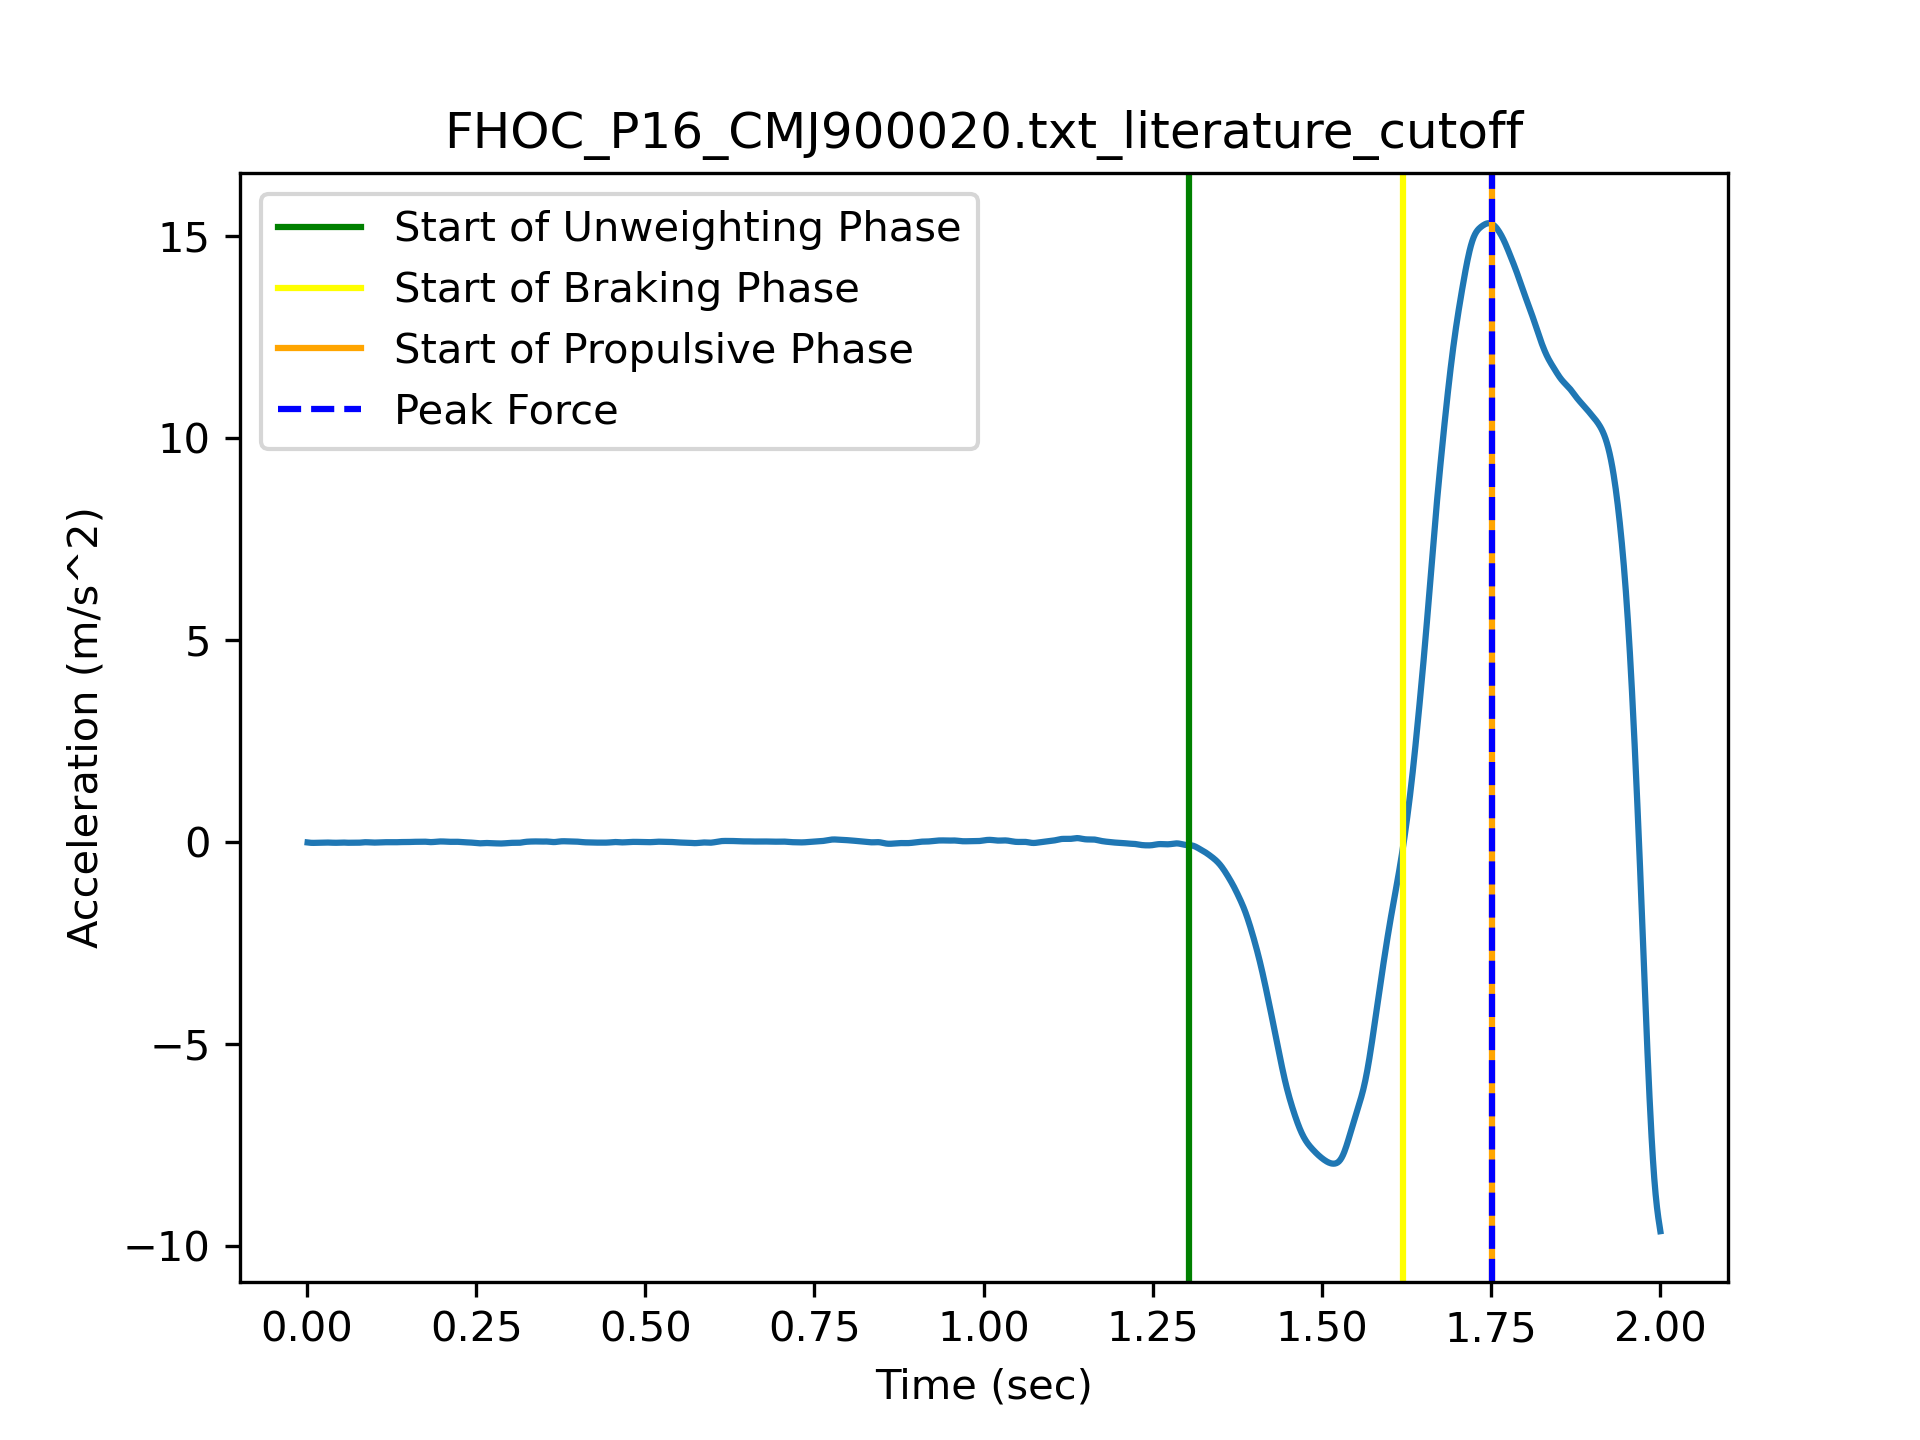 FHOC_P16_CMJ900020.txt_literature_cutoff
Start of Unweighting Phase
Start of Braking Phase
Start of Propulsive Phase
Peak Force
15
10
5
0
−5
−10
Acceleration (m/s^2)
0.00 0.25 0.50 0.75 1.00 1.25 1.50 1.75 2.00
Time (sec)